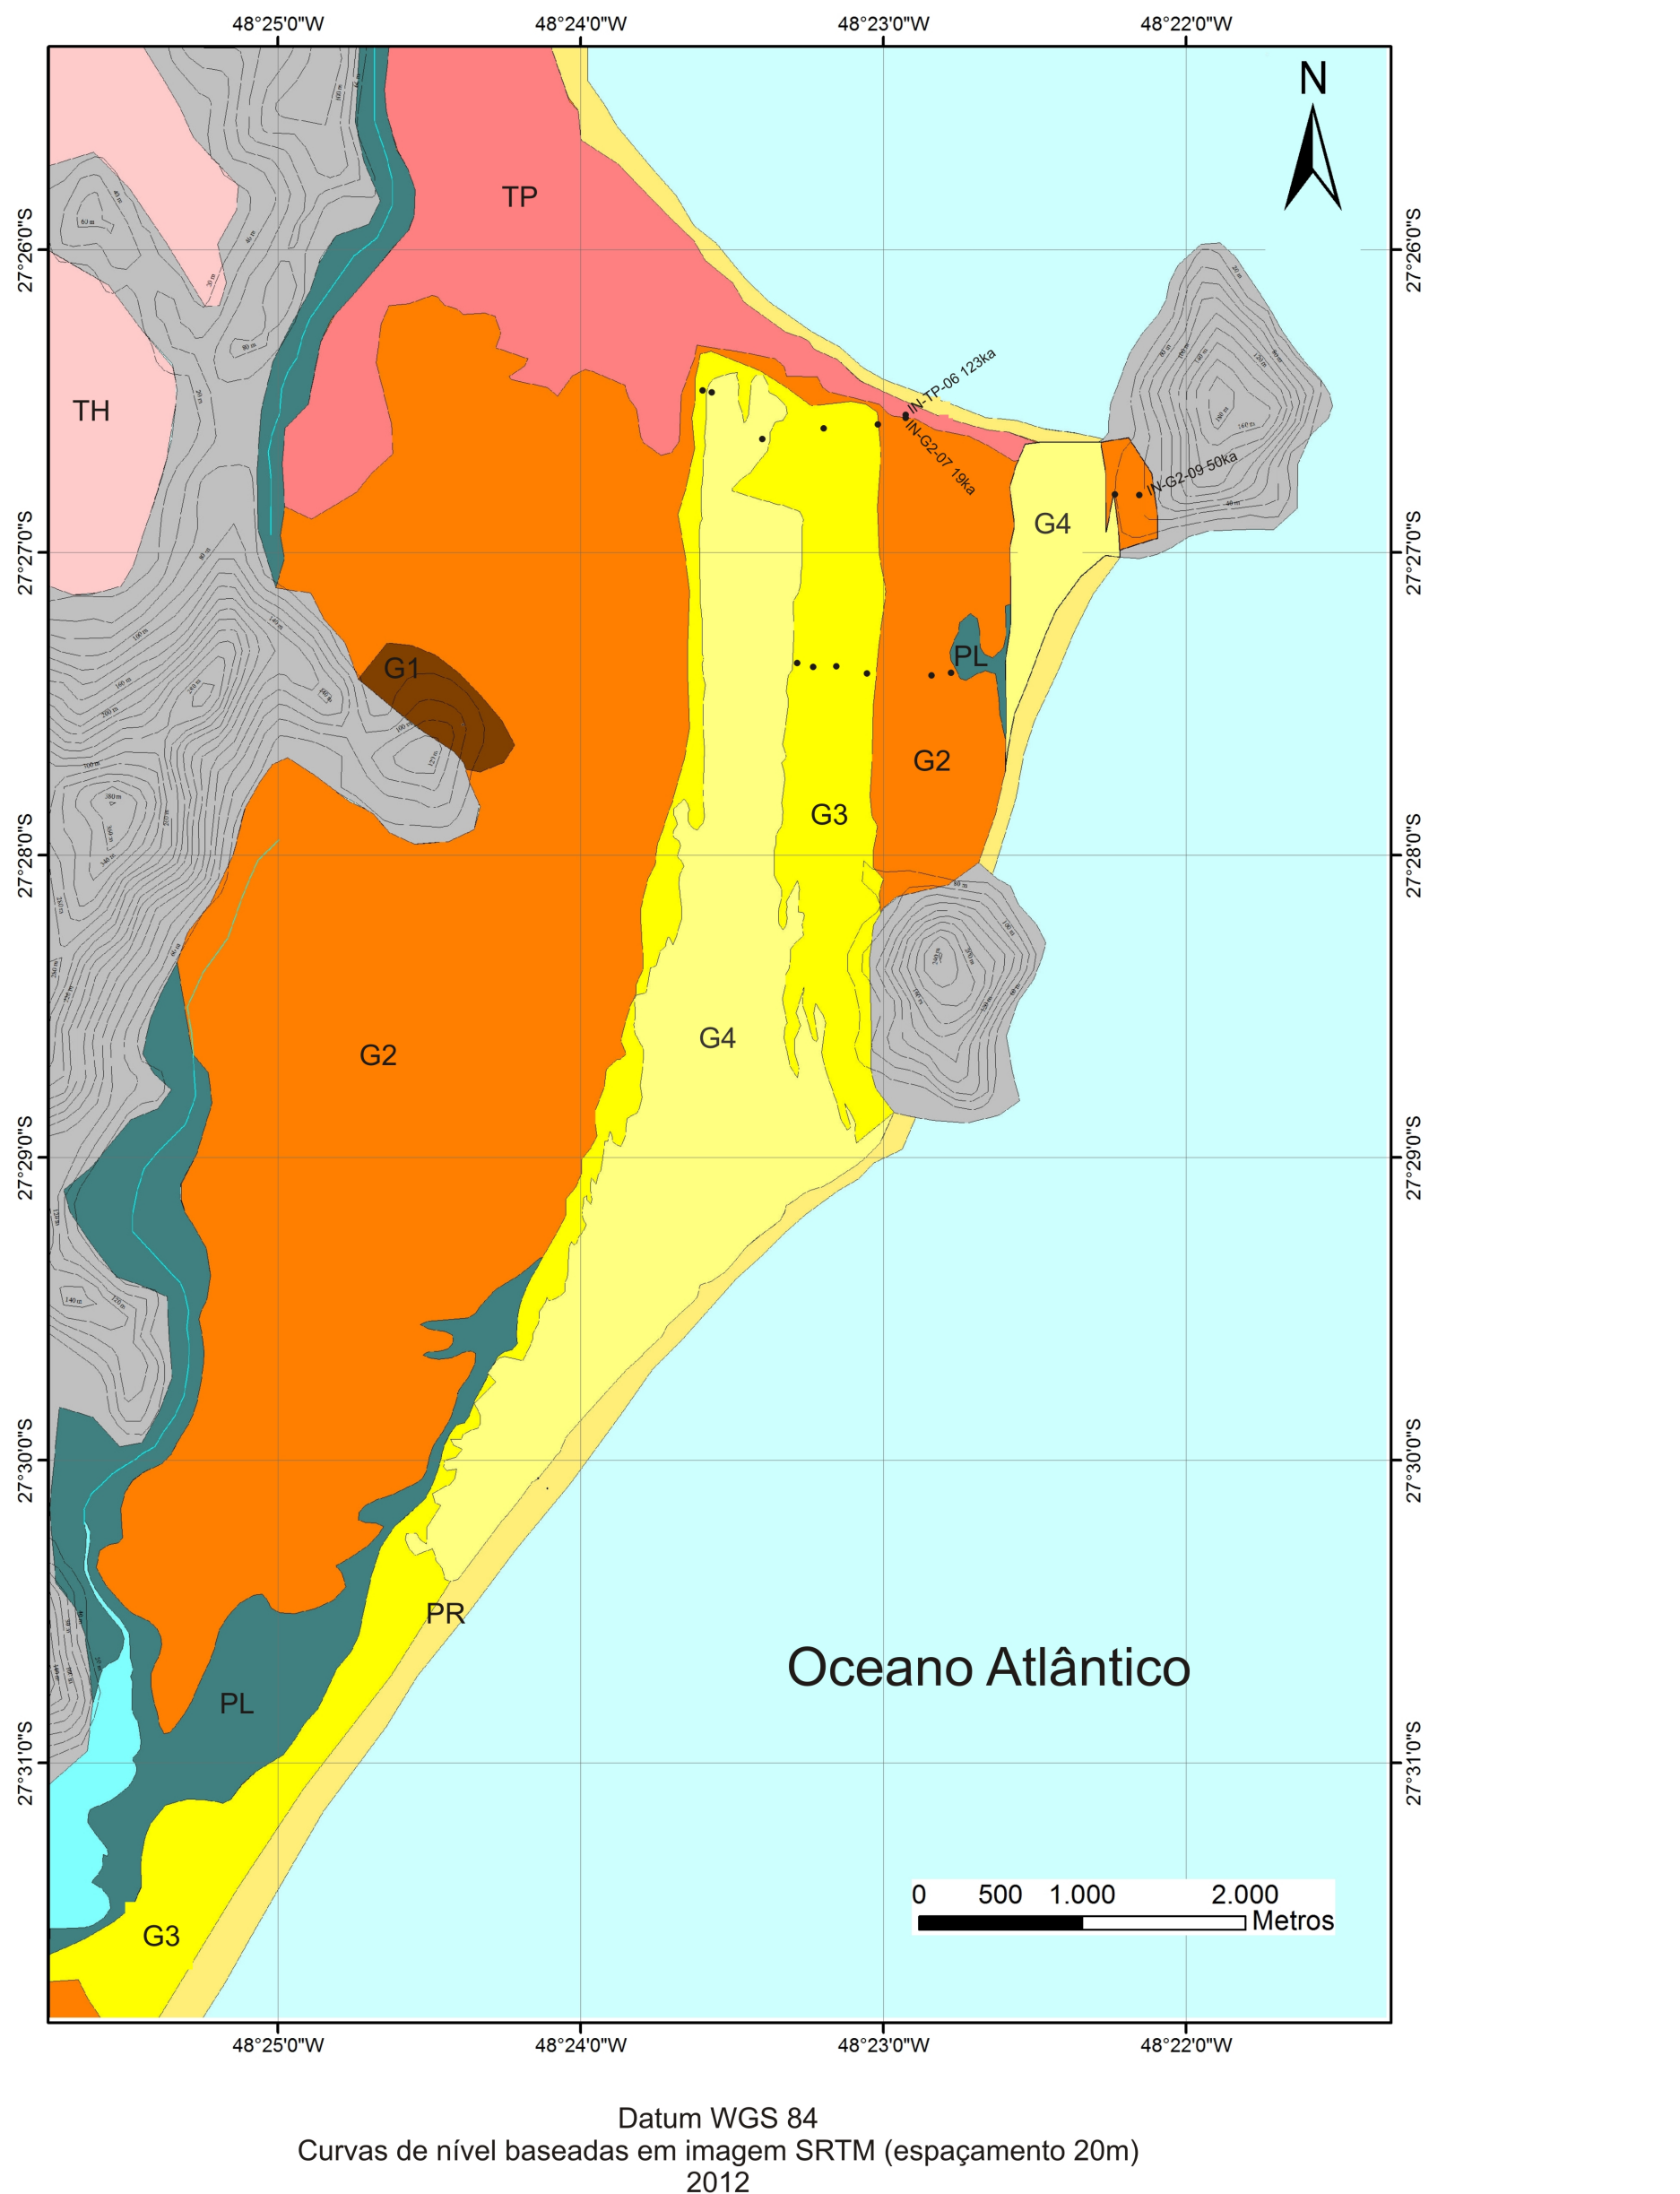 48°25'0"W 48°24'0"W 48°23'0"W 48°22'0"W
N
TP
27°26'0"S 27°26'0"S
IN-TP-06 123ka
TH
IN-G2-07 19ka
IN-G2-09 50ka
G4
27°27'0"S 27°27'0"S
G1
PL
G2
G3
27°28'0"S 27°28'0"S
G4
G2
27°29'0"S 27°29'0"S
27°30'0"S 27°30'0"S
PR
Oceano Atlântico
PL
27°31'0"S 27°31'0"S
0 500 1.000 2.000
Metros
G3
48°25'0"W 48°24'0"W 48°23'0"W 48°22'0"W
Datum WGS 84
Curvas de nível baseadas em imagem SRTM (espaçamento 20m)
2012